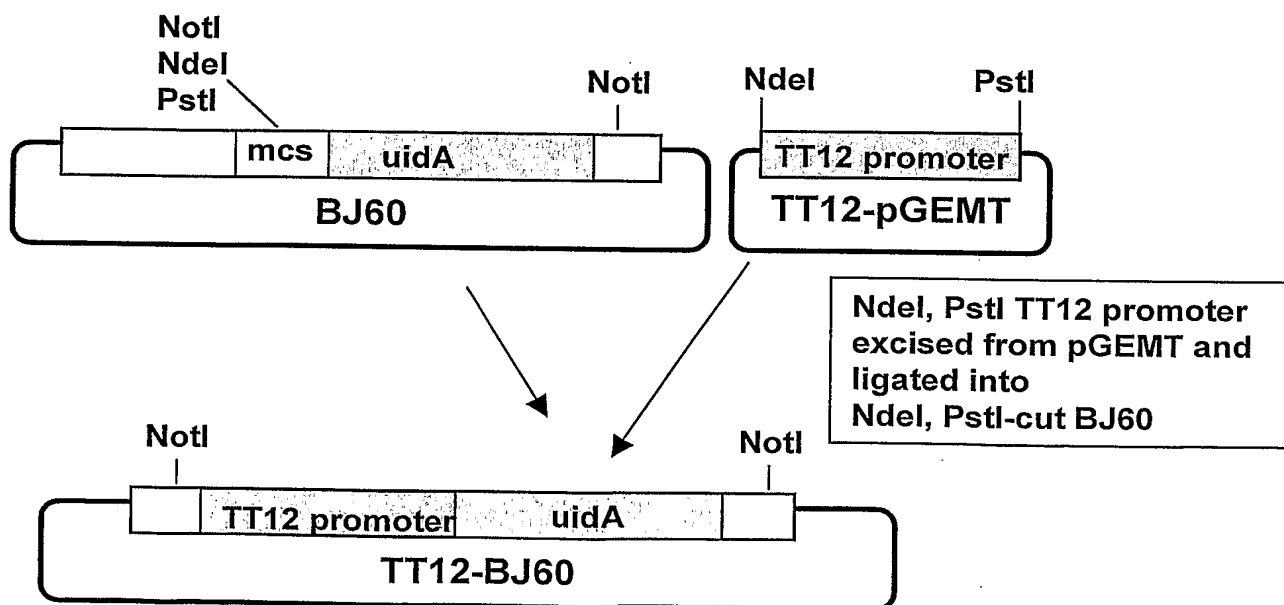 NotI
NdeI
PstI
NotI
mcs
uidA
BJ60
NdeI
PstI
TT12 promoter
TT12-pGEMT
NdeI, PstI TT12 promoter
excised from pGEMT and
ligated into
NdeI, PstI-cut BJ60
NotI
NotI
TT12 promoter
uidA
TT12-BJ60